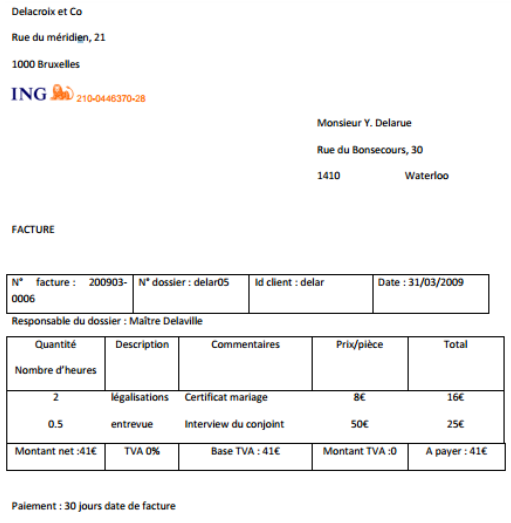 Delacroix et Co
Rue du méridien, 21
1000 Bruxelles
ING 210-0446370-28
Monsieur Y. Delarue
Rue du Bonsecours, 30
1410 Waterloo
FACTURE
N° facture : 200903-0006 N° dossier : delar05 Id client : delar Date : 31/03/2009
Responsable du dossier : Maître Delaville
Quantité Description Commentaires Prix/pièce Total
Nombre d'heures
2 légalisations Certificat mariage 8€ 16€
0.5 entrevue Interview du conjoint 50€ 25€
Montant net :41€ TVA 0% Base TVA : 41€ Montant TVA :0 A payer : 41€
Paiement : 30 jours date de facture